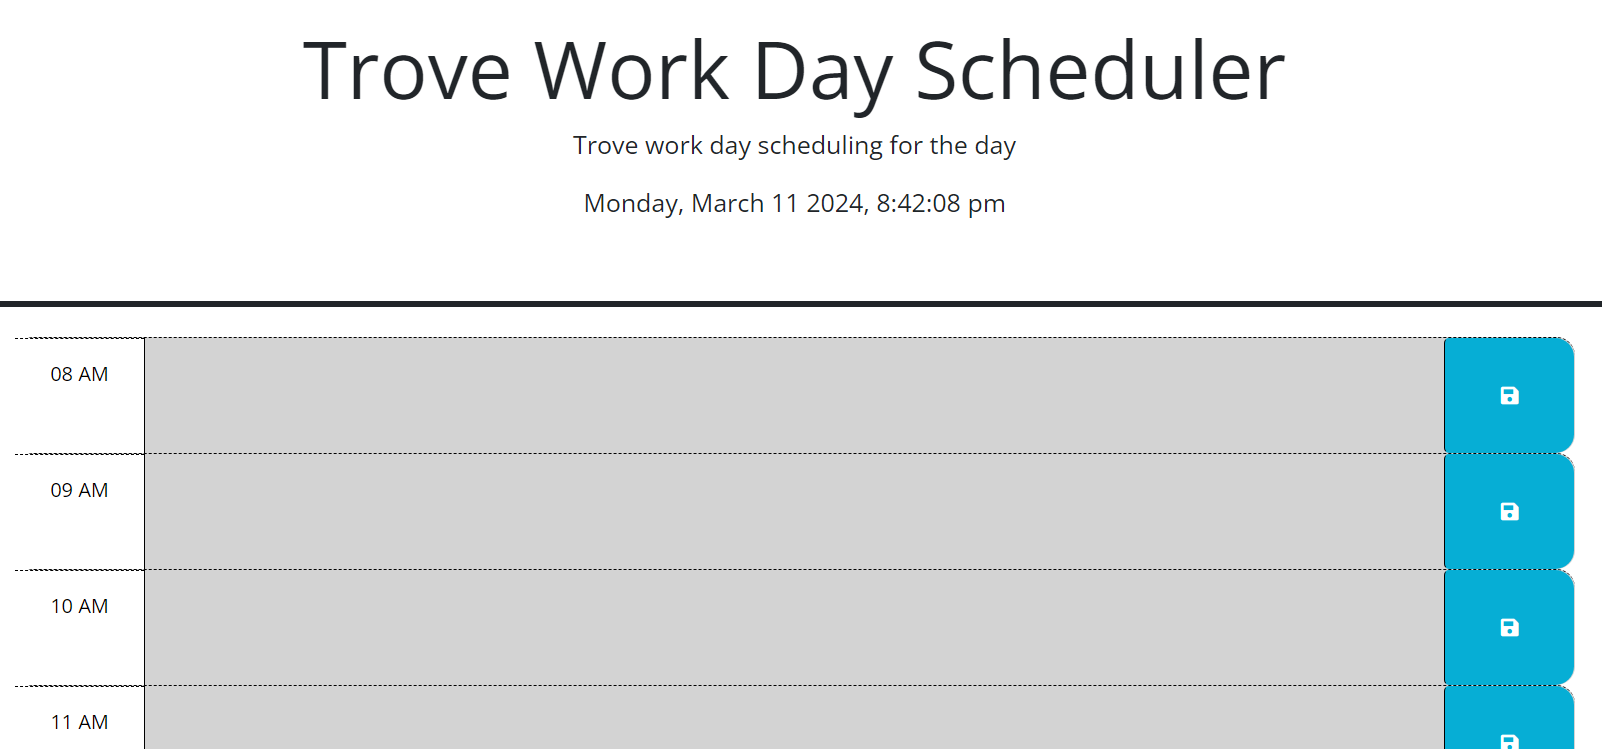 Trove Work Day Scheduler
Trove work day scheduling for the day
Monday, March 11 2024, 8:42:08 pm
08 AM
09 AM
10 AM
11 AM